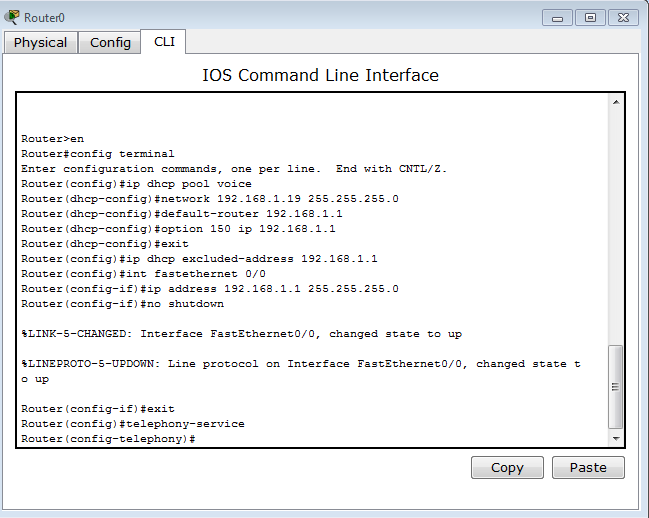 Router0
Physical Config CLI
IOS Command Line Interface
Router>en
Router#config terminal
Enter configuration commands, one per line.  End with CNTL/Z.
Router(config)#ip dhcp pool voice
Router(dhcp-config)#network 192.168.1.19 255.255.255.0
Router(dhcp-config)#default-router 192.168.1.1
Router(dhcp-config)#option 150 ip 192.168.1.1
Router(dhcp-config)#exit
Router(config)#ip dhcp excluded-address 192.168.1.1
Router(config)#int fastethernet 0/0
Router(config-if)#ip address 192.168.1.1 255.255.255.0
Router(config-if)#no shutdown
%LINK-5-CHANGED: Interface FastEthernet0/0, changed state to up
%LINEPROTO-5-UPDOWN: Line protocol on Interface FastEthernet0/0, changed state t
o up
Router(config-if)#exit
Router(config)#telephony-service
Router(config-telephony)#
Copy Paste